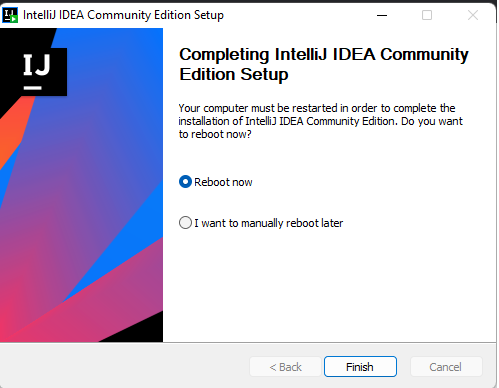 IntelliJ IDEA Community Edition Setup
IJ
Completing IntelliJ IDEA Community
Edition Setup
Your computer must be restarted in order to complete the
installation of IntelliJ IDEA Community Edition. Do you want
to reboot now?
Reboot now
I want to manually reboot later
< Back
Finish
Cancel